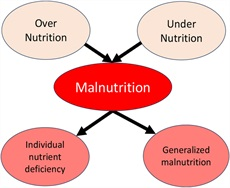 Over
Nutrition
Under
Nutrition
Malnutrition
Individual
nutrient
deficiency
Generalized
malnutrition